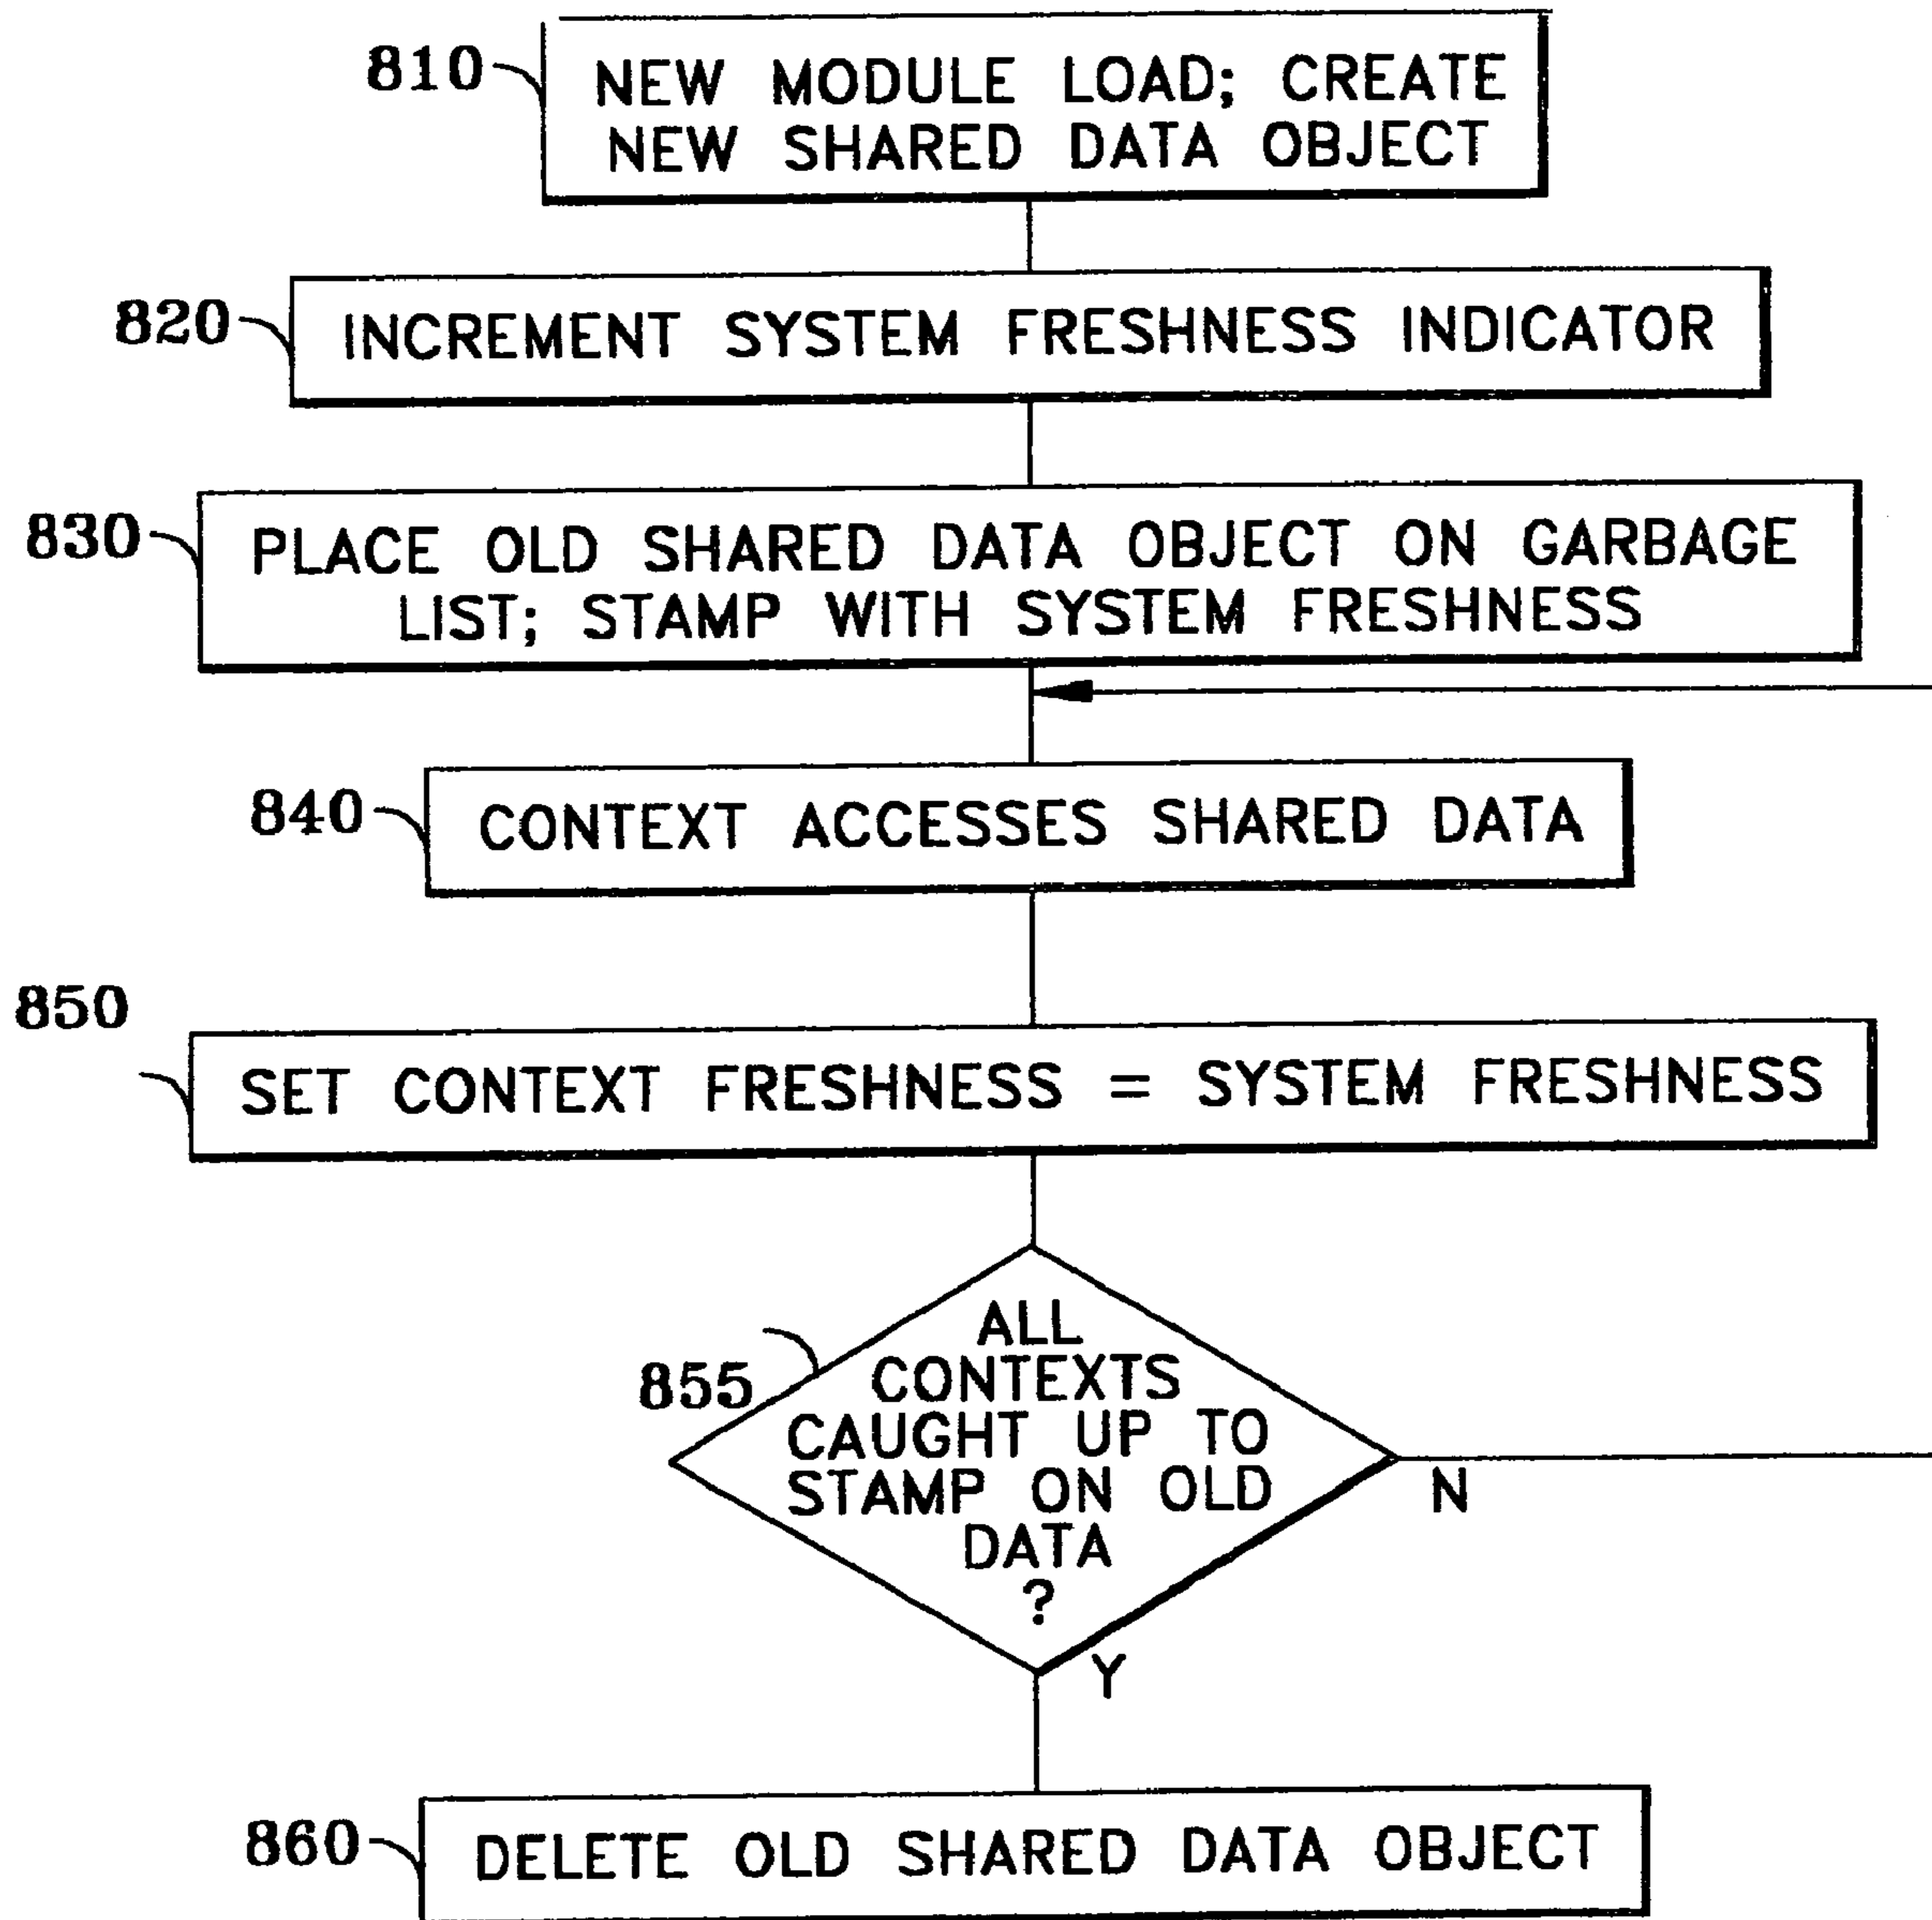 810
NEW MODULE LOAD; CREATE
NEW SHARED DATA OBJECT
820
INCREMENT SYSTEM FRESHNESS INDICATOR
830
PLACE OLD SHARED DATA OBJECT ON GARBAGE
LIST; STAMP WITH SYSTEM FRESHNESS
840
CONTEXT ACCESSES SHARED DATA
850
SET CONTEXT FRESHNESS = SYSTEM FRESHNESS
855
ALL
CONTEXTS
CAUGHT UP TO
STAMP ON OLD
DATA
?
N
Y
860
DELETE OLD SHARED DATA OBJECT